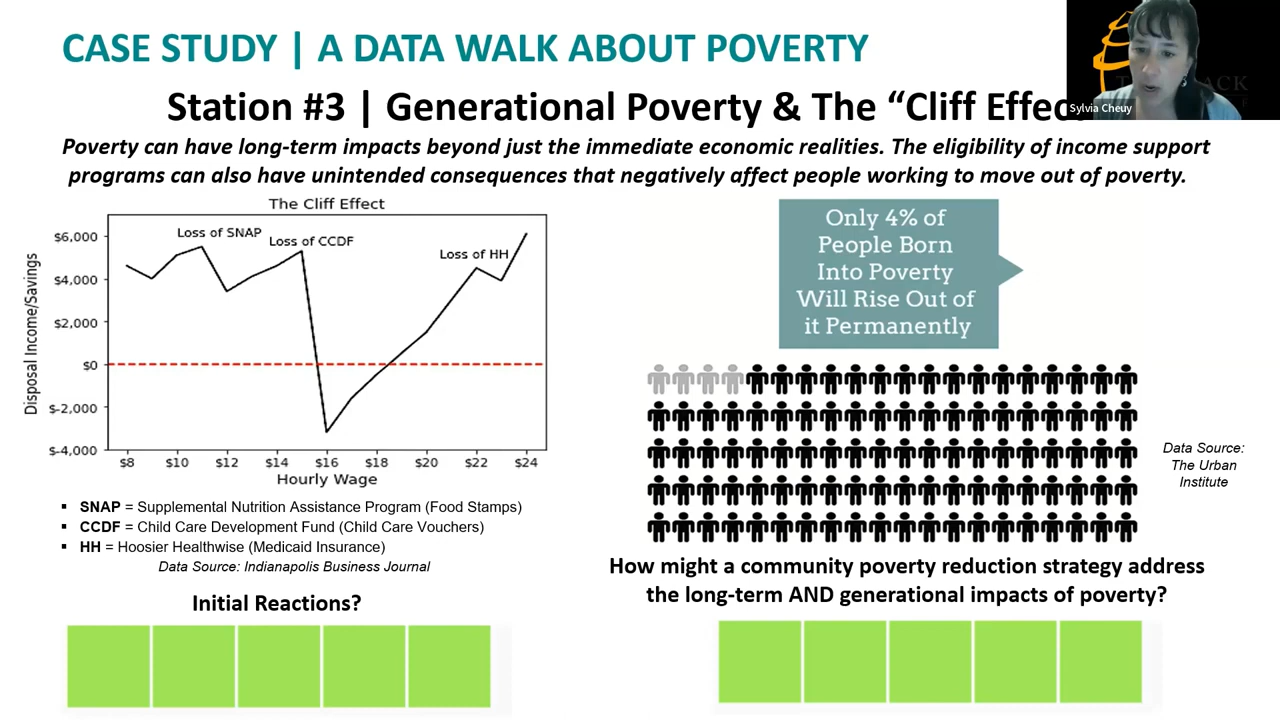 CASE STUDY | A DATA WALK ABOUT POVERTY
Sylvia Cheuy
Station #3 | Generational Poverty & The “Cliff Effec
Poverty can have long-term impacts beyond just the immediate economic realities. The eligibility of income support
programs can also have unintended consequences that negatively affect people working to move out of poverty.
The Cliff Effect
Loss of SNAP
Loss of CCDF
Loss of HH
Disposal Income/Savings
$6,000
$4,000
$2,000
$0
$-2,000
$-4,000
$8 $10 $12 $14 $16 $18 $20 $22 $24
Hourly Wage
▪ SNAP = Supplemental Nutrition Assistance Program (Food Stamps)
▪ CCDF = Child Care Development Fund (Child Care Vouchers)
▪ HH = Hoosier Healthwise (Medicaid Insurance)
Data Source: Indianapolis Business Journal
Initial Reactions?
Only 4% of
People Born
Into Poverty
Will Rise Out of
it Permanently
Data Source:
The Urban
Institute
How might a community poverty reduction strategy address
the long-term AND generational impacts of poverty?